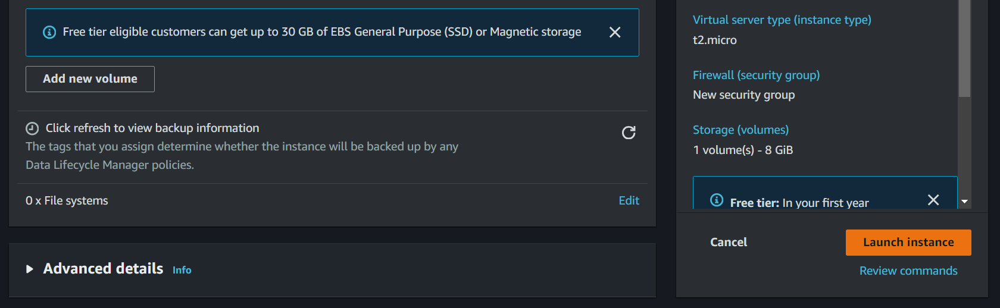 Free tier eligible customers can get up to 30 GB of EBS General Purpose (SSD) or Magnetic storage
Add new volume
Click refresh to view backup information
The tags that you assign determine whether the instance will be backed up by any
Data Lifecycle Manager policies.
0 x File systems
Edit
Advanced details Info
Virtual server type (instance type)
t2.micro
Firewall (security group)
New security group
Storage (volumes)
1 volume(s) - 8 GiB
Free tier: In your first year
Cancel
Launch instance
Review commands